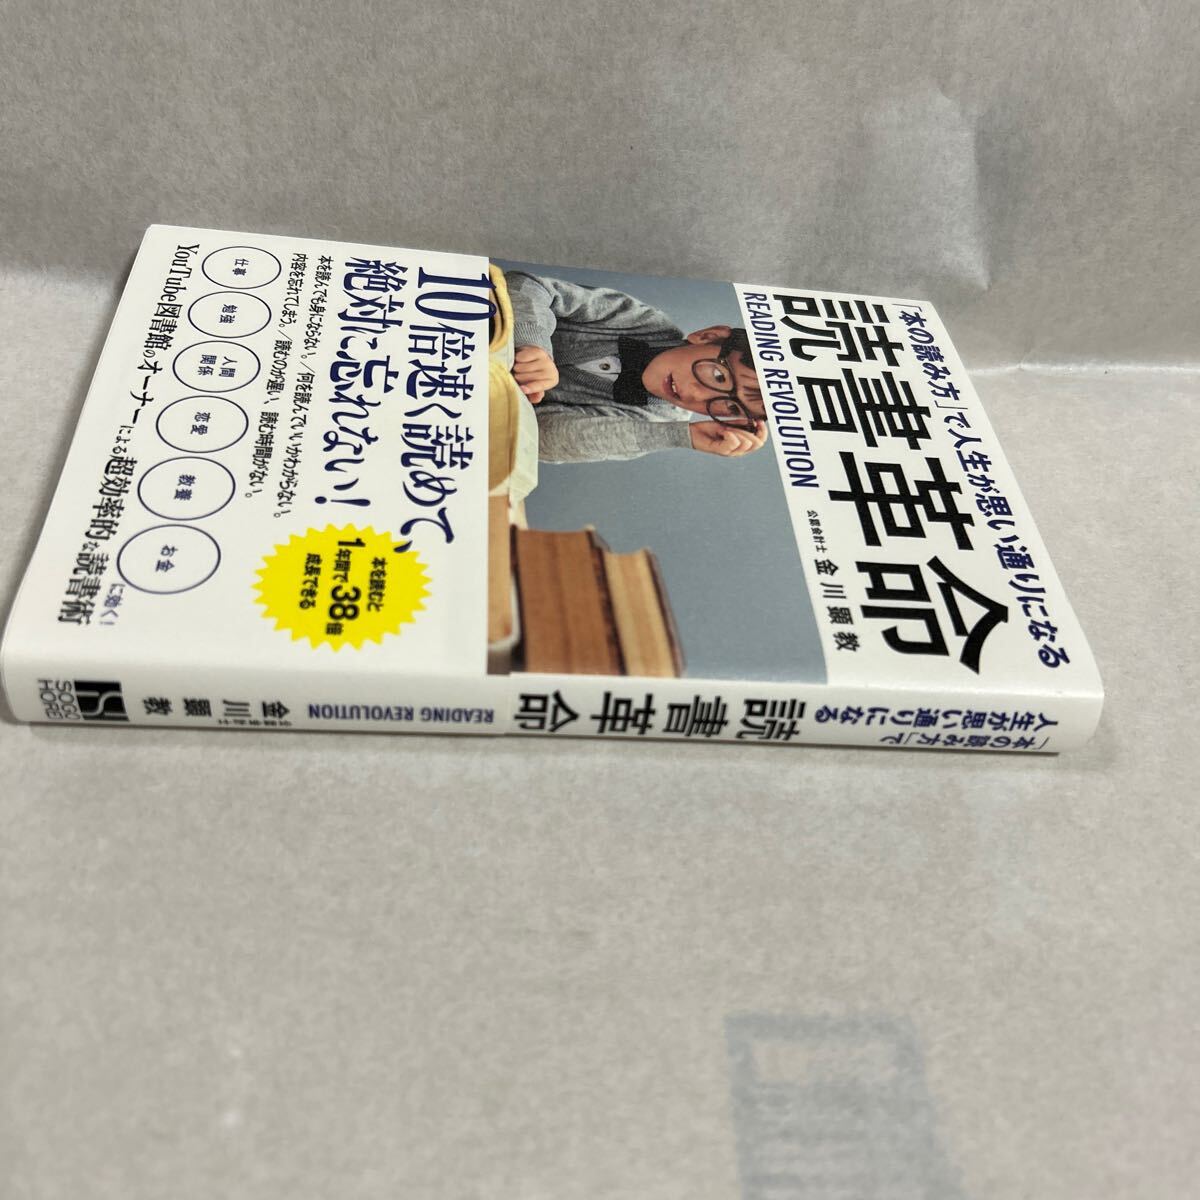 「本の読み方」で人生が思い通りになる
読書革命
READING REVOLUTION
公認会計士 金川顕教
10倍速く読めて、
絶対に忘れない!
本を読んでも身にならない。/何を読んでいいかわからない。
内容を忘れてしまう。/読むのが遅い、読む時間がない。
仕事
勉強
人間
関係
恋愛
教養
お金
に効く!
YouTube図書館のオーナーによる超効率的な読書術
本を読むと
1年間で38倍
成長できる
「本の読み方」で
人生が思い通りになる
読書革命
READING REVOLUTION
公認会計士
金川顕教
SOGO
HOREI